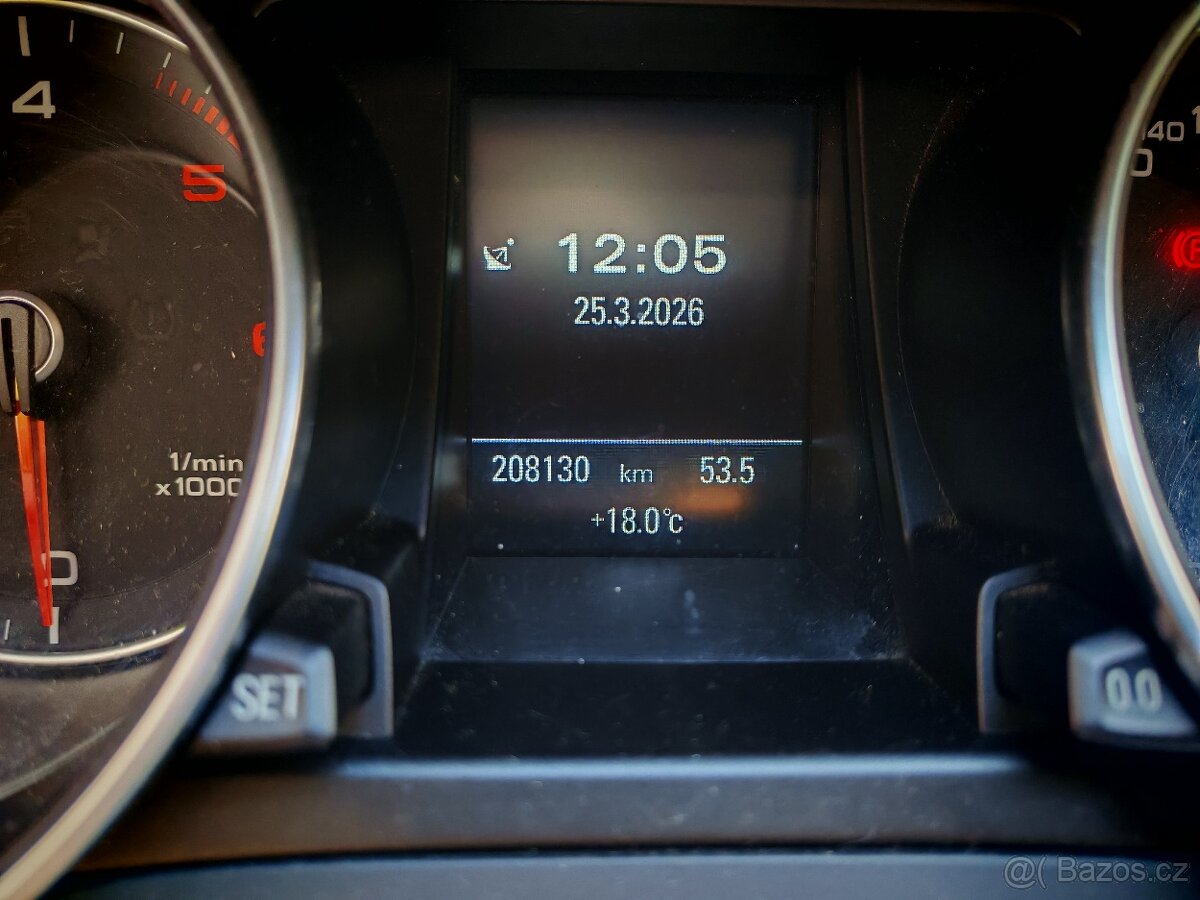 4
5
6
1/min
x1000
0
12:05
25.3.2026
208130 km 53.5
+18.0°c
SET
0.0
@( Bazos.cz